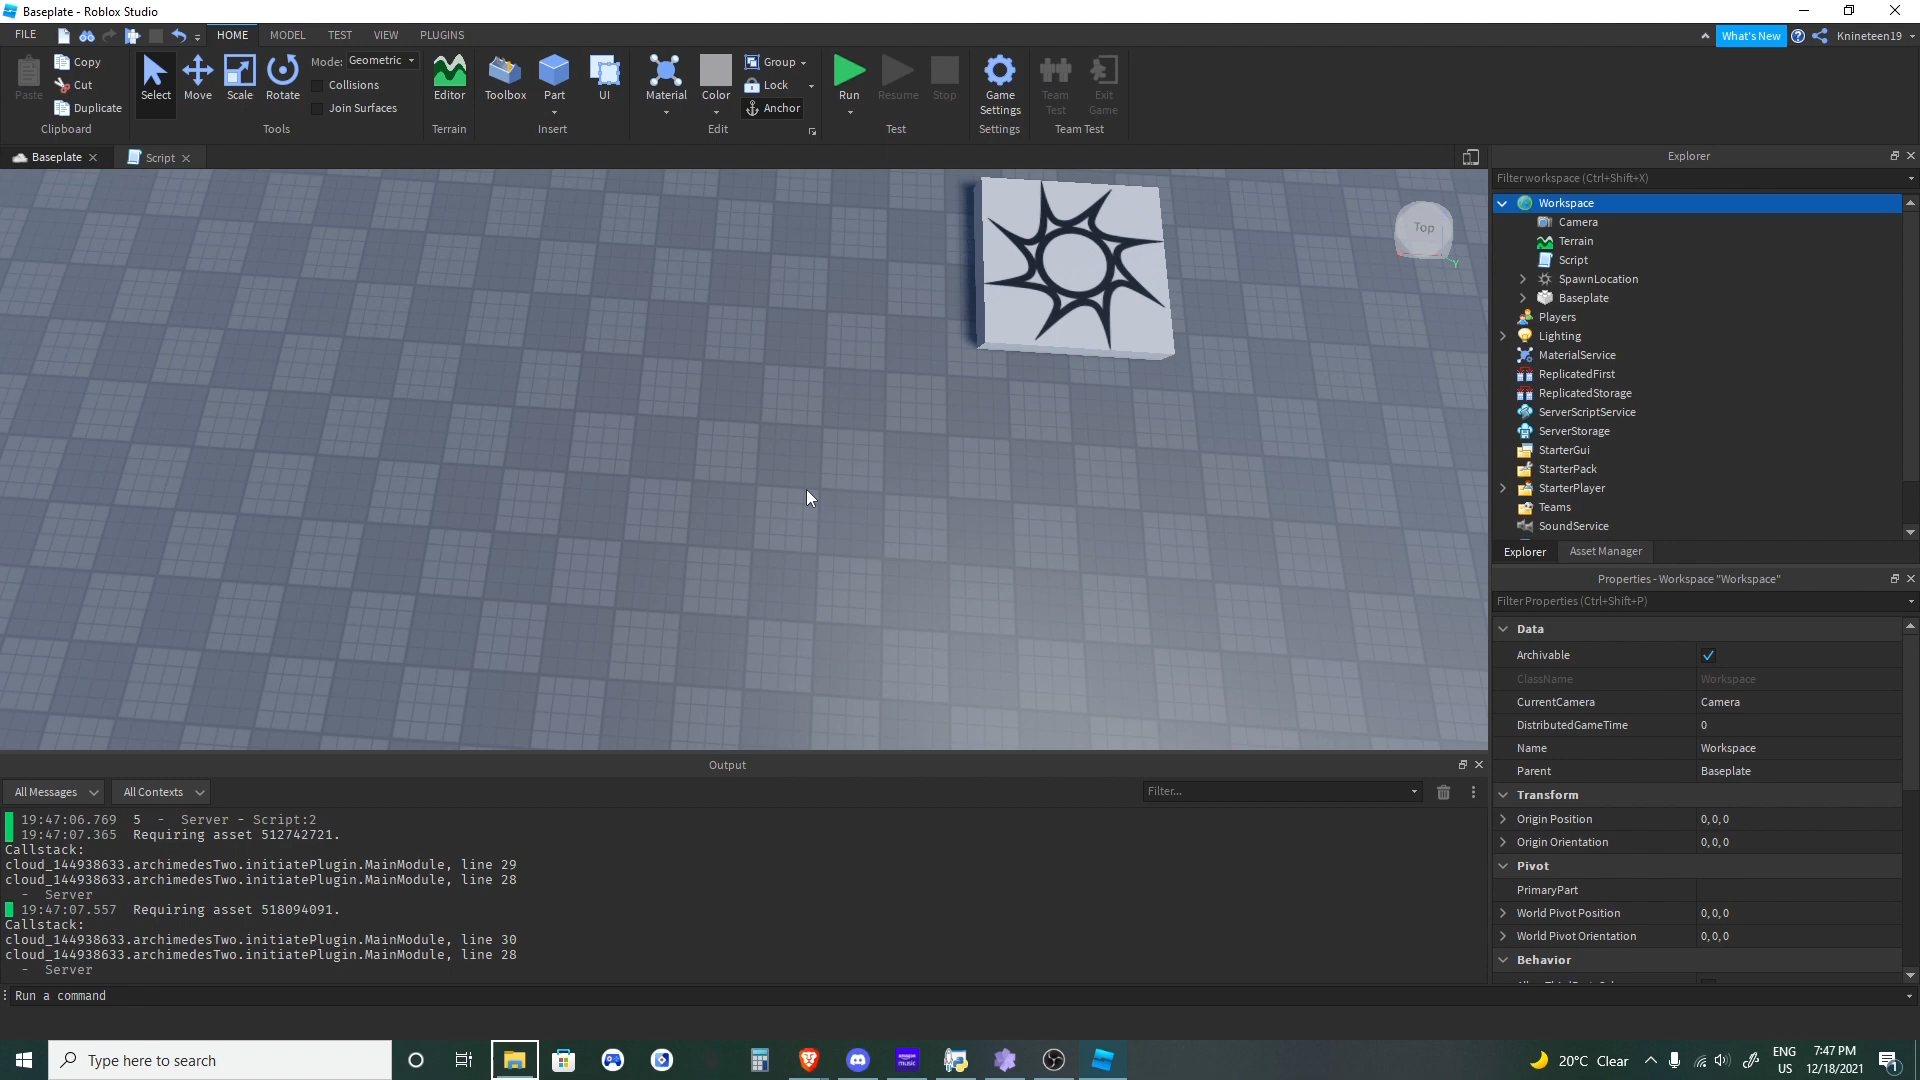 Baseplate - Roblox Studio
FILE HOME MODEL TEST VIEW PLUGINS What's New Knineteen19
Paste Copy Cut Duplicate Clipboard
Select Move Scale Rotate Mode: Geometric Collisions Join Surfaces Tools
Editor Terrain
Toolbox Part UI Insert
Material Color Group Lock Anchor Edit
Run Resume Stop Test
Game Settings Settings
Team Test Exit Game Team Test
Baseplate Script
Top
Y
Explorer
Filter workspace (Ctrl+Shift+X)
Workspace
Camera
Terrain
Script
SpawnLocation
Baseplate
Players
Lighting
MaterialService
ReplicatedFirst
ReplicatedStorage
ServerScriptService
ServerStorage
StarterGui
StarterPack
StarterPlayer
Teams
SoundService
Explorer Asset Manager
Properties - Workspace "Workspace"
Filter Properties (Ctrl+Shift+P)
Data
Archivable
ClassName Workspace
CurrentCamera Camera
DistributedGameTime 0
Name Workspace
Parent Baseplate
Transform
Origin Position 0, 0, 0
Origin Orientation 0, 0, 0
Pivot
PrimaryPart
World Pivot Position 0, 0, 0
World Pivot Orientation 0, 0, 0
Behavior
Output
All Messages All Contexts Filter...
19:47:06.769 5 - Server - Script:2
19:47:07.365 Requiring asset 512742721.
Callstack:
cloud_144938633.archimedesTwo.initiatePlugin.MainModule, line 29
cloud_144938633.archimedesTwo.initiatePlugin.MainModule, line 28
- Server
19:47:07.557 Requiring asset 518094091.
Callstack:
cloud_144938633.archimedesTwo.initiatePlugin.MainModule, line 30
cloud_144938633.archimedesTwo.initiatePlugin.MainModule, line 28
- Server
Run a command
Type here to search
amazon music
20°C Clear
ENG US
7:47 PM
12/18/2021
1